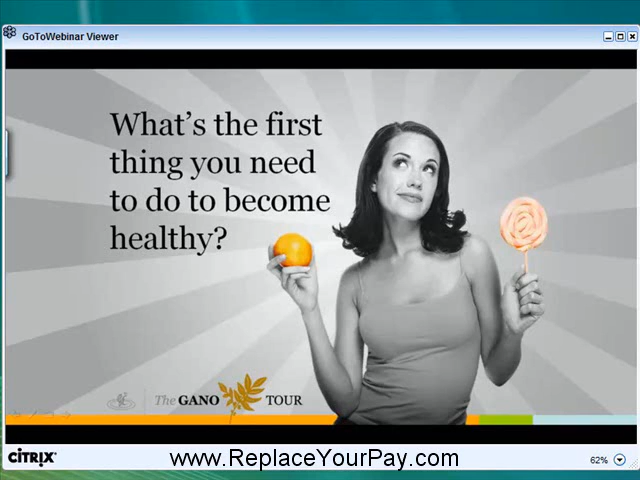 GoToWebinar Viewer
What's the first
thing you need
to do to become
healthy?
The GANO TOUR
CITRIX
62%
www.ReplaceYourPay.com